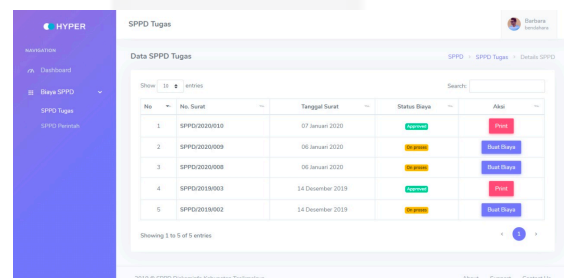 HYPER
SPPD Tugas
Barbara
bendahara
NAVIGATION
Dashboard
Biaya SPPD
SPPD Tugas
SPPD Perintah
Data SPPD Tugas
SPPD > SPPD Tugas > Details SPPD
Show 10 entries
Search:
No No. Surat Tanggal Surat Status Biaya Aksi
1 SPPD/2020/010 07 Januari 2020 Approved Print
2 SPPD/2020/009 06 Januari 2020 On proses Buat Biaya
3 SPPD/2020/008 06 Januari 2020 On proses Buat Biaya
4 SPPD/2019/003 14 Desember 2019 Approved Print
5 SPPD/2019/002 14 Desember 2019 On proses Buat Biaya
Showing 1 to 5 of 5 entries
‹ 1 ›